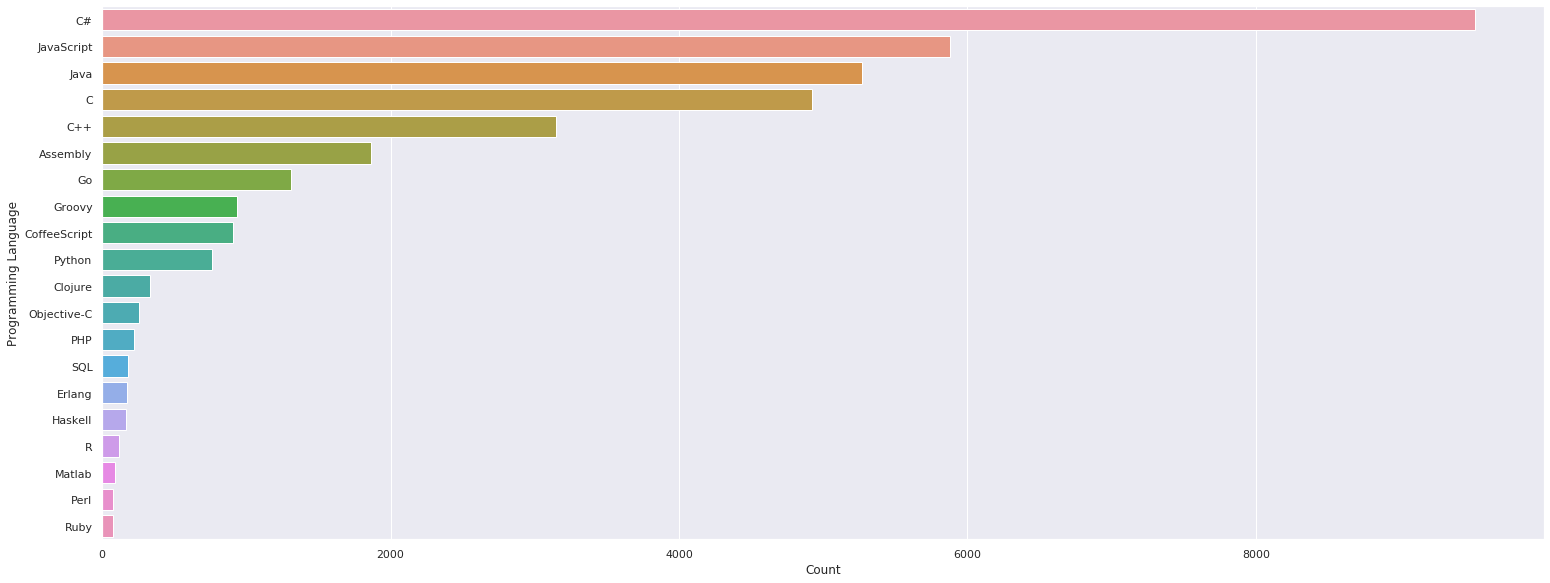 Programming Language
C#
JavaScript
Java
C
C++
Assembly
Go
Groovy
CoffeeScript
Python
Clojure
Objective-C
PHP
SQL
Erlang
Haskell
R
Matlab
Perl
Ruby
0 2000 4000 6000 8000
Count